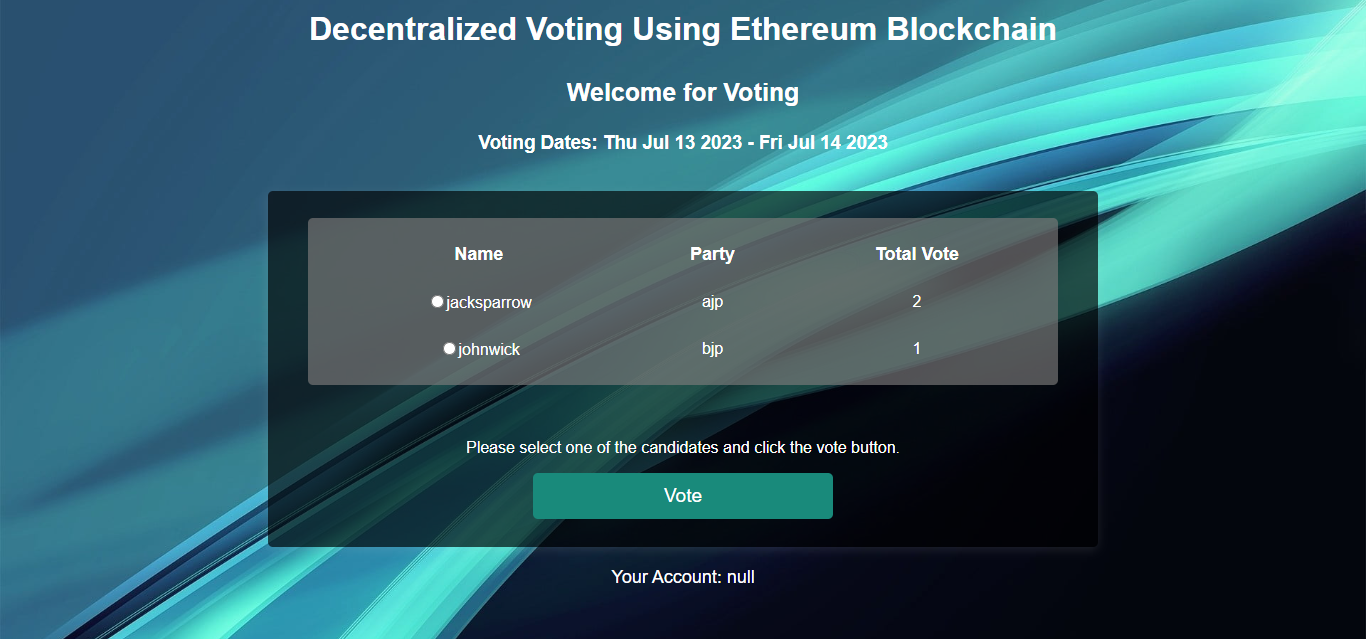 Decentralized Voting Using Ethereum Blockchain
Welcome for Voting
Voting Dates: Thu Jul 13 2023 - Fri Jul 14 2023
Name Party Total Vote
jacksparrow ajp 2
johnwick bjp 1
Please select one of the candidates and click the vote button.
Vote
Your Account: null